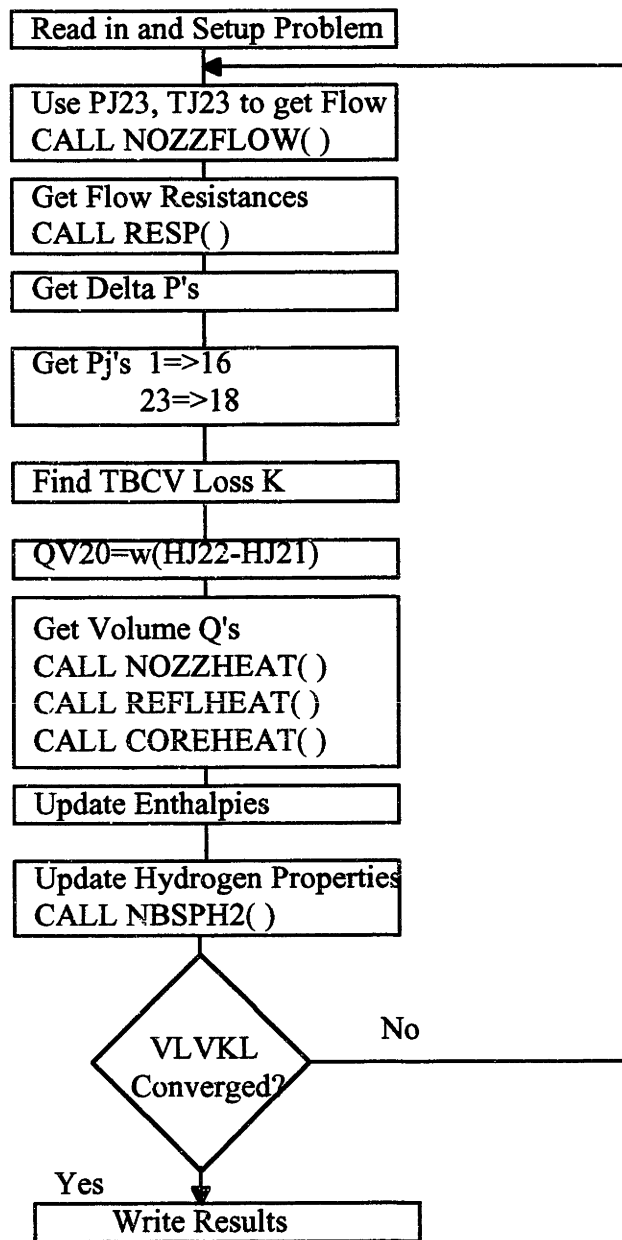 Read in and Setup Problem
Use PJ23, TJ23 to get Flow
CALL NOZZFLOW( )
Get Flow Resistances
CALL RESP( )
Get Delta P's
Get Pj's 1=>16
23=>18
Find TBCV Loss K
QV20=w(HJ22-HJ21)
Get Volume Q's
CALL NOZZHEAT( )
CALL REFLHEAT( )
CALL COREHEAT( )
Update Enthalpies
Update Hydrogen Properties
CALL NBSPH2( )
VLVKL
Converged?
No
Yes
Write Results